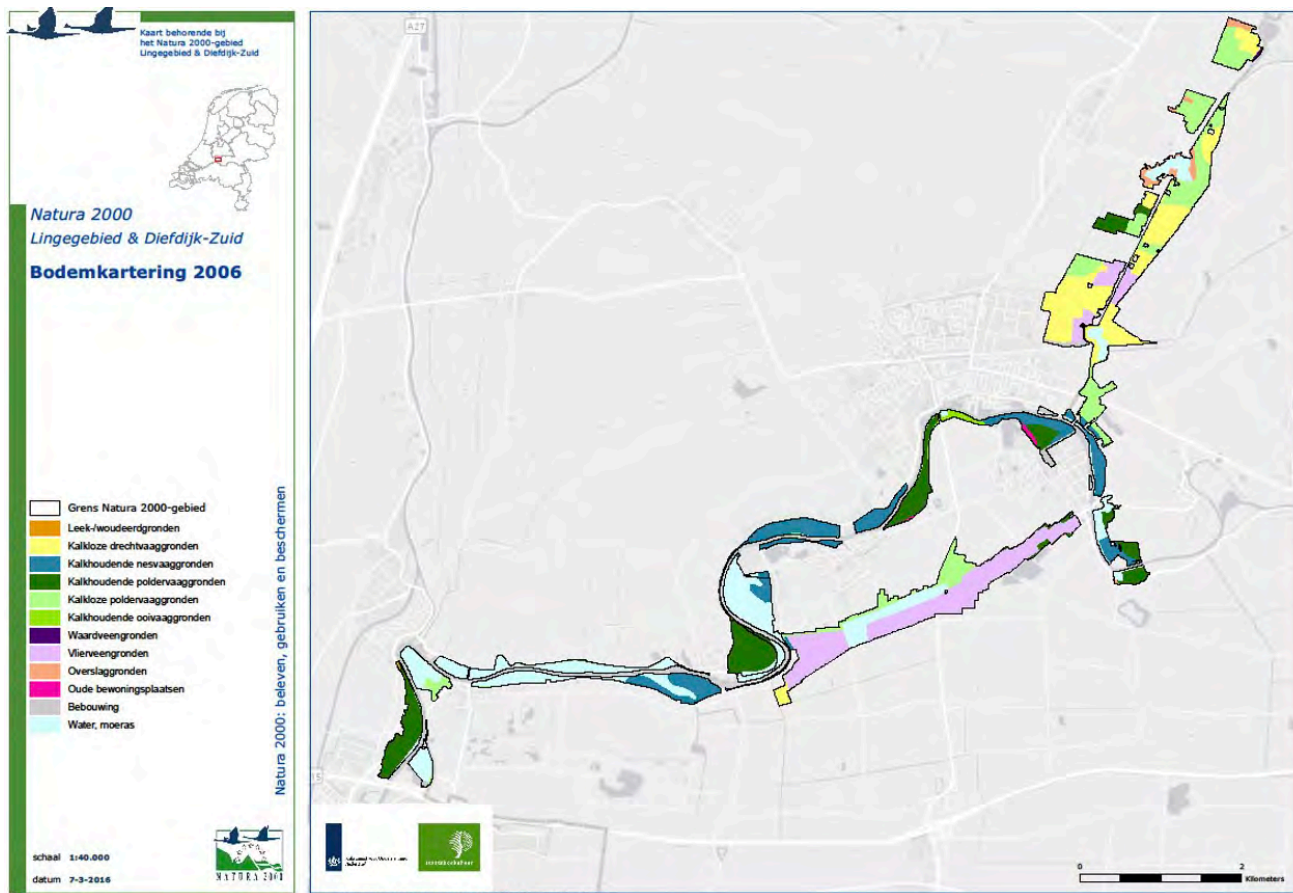 Kaart behorende bij
het Natura 2000-gebied
Lingegebied & Diefdijk-Zuid
Natura 2000
Lingegebied & Diefdijk-Zuid
Bodemkartering 2006
Grens Natura 2000-gebied
Leek-/woudeerdgronden
Kalkloze drechtvaaggronden
Kalkhoudende nesvaaggronden
Kalkhoudende poldervaaggronden
Kalkloze poldervaaggronden
Kalkhoudende ooivaaggronden
Waardveengronden
Vlierveengronden
Overslaggronden
Oude bewoningsplaatsen
Bebouwing
Water, moeras
Natura 2000: beleven, gebruiken en beschermen
schaal 1:40.000
datum 7-3-2016
NATURA 2000
A27
0 2
Kilometers